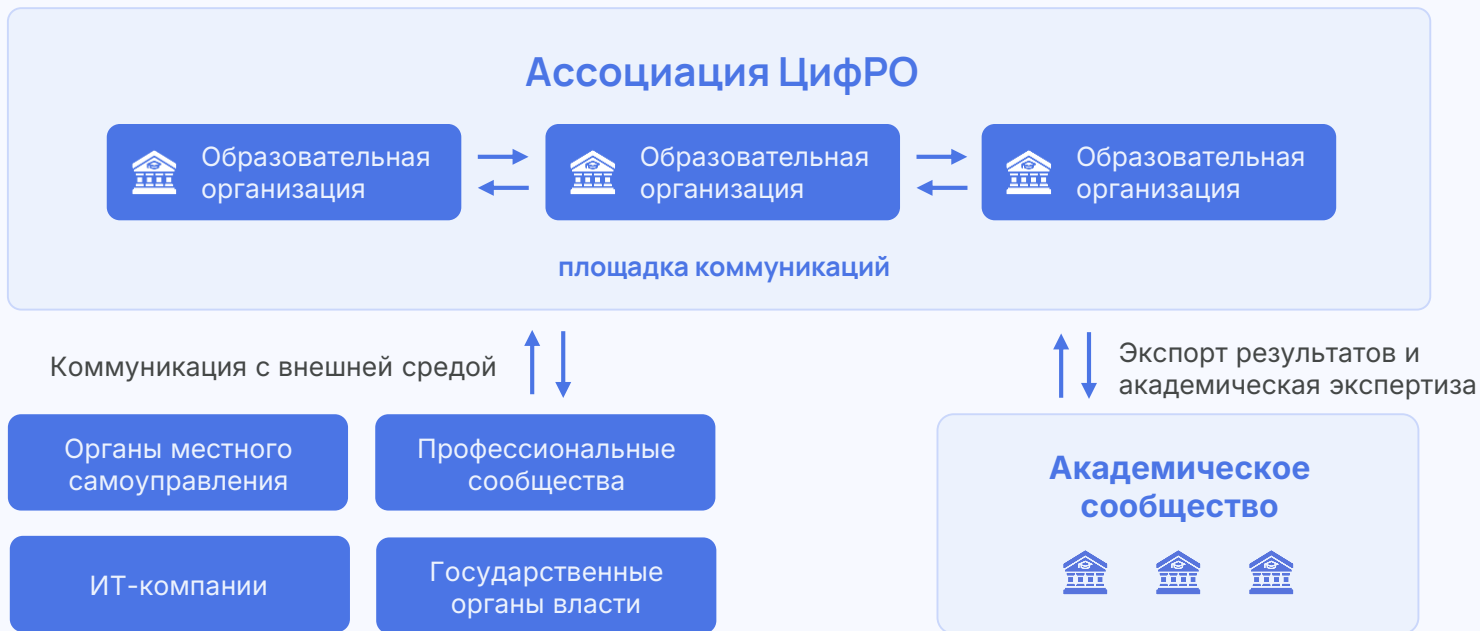 Ассоциация ЦифРО
Образовательная
организация
Образовательная
организация
Образовательная
организация
площадка коммуникаций
Коммуникация с внешней средой
Экспорт результатов и
академическая экспертиза
Органы местного
самоуправления
Профессиональные
сообщества
ИТ-компании
Государственные
органы власти
Академическое
сообщество